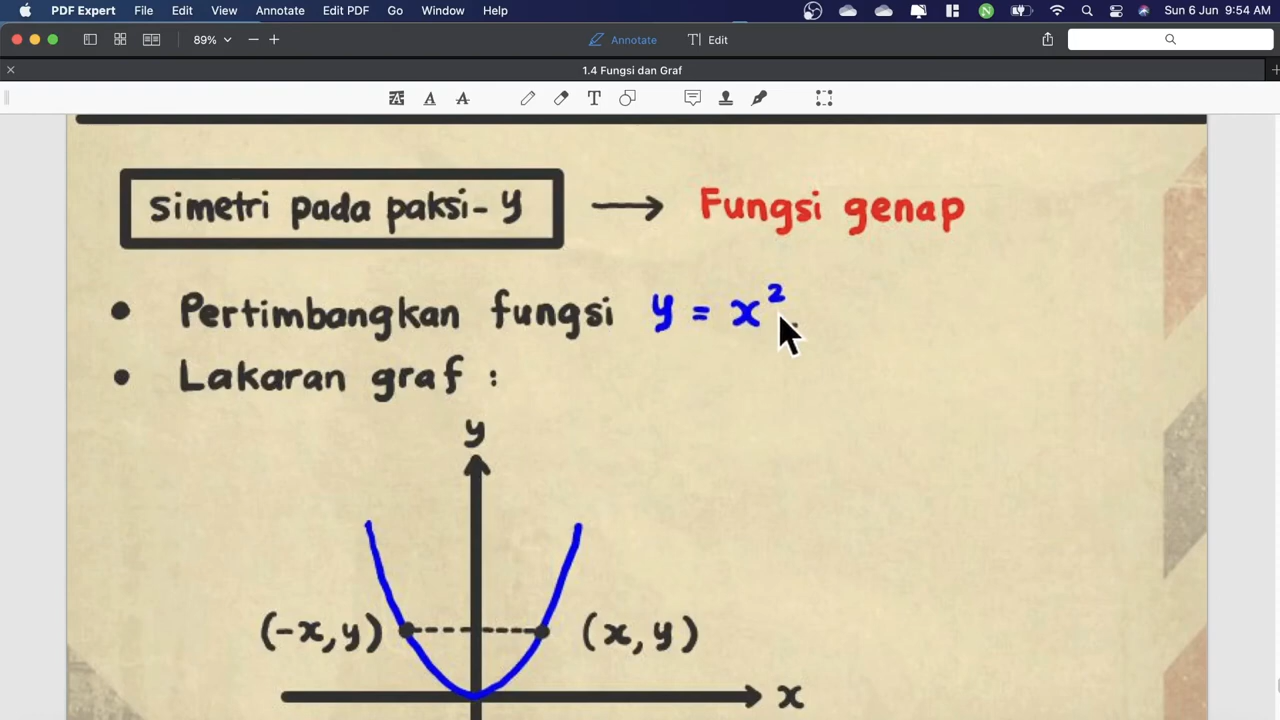 PDF Expert File Edit View Annotate Edit PDF Go Window Help Sun 6 Jun 9:54 AM
89% Annotate Edit
1.4 Fungsi dan Graf
simetri pada paksi-y → Fungsi genap
• Pertimbangkan fungsi y = x²
• Lakaran graf :
y
(-x, y) (x, y)
x